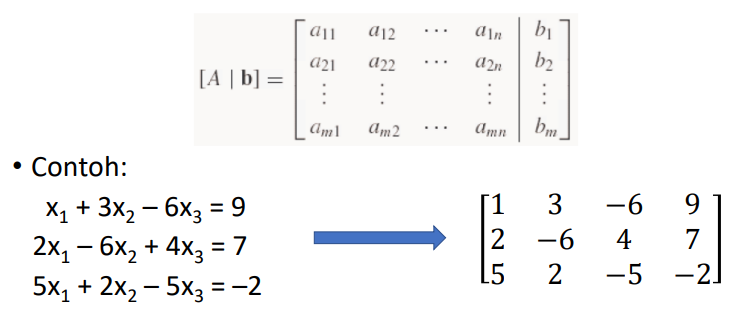 [A | b] =
a₁₁ a₁₂ ⋯ a₁ₙ | b₁
a₂₁ a₂₂ ⋯ a₂ₙ | b₂
⋮ ⋮ ⋮ | ⋮
aₘ₁ aₘ₂ ⋯ aₘₙ | bₘ
• Contoh:
x₁ + 3x₂ – 6x₃ = 9
2x₁ – 6x₂ + 4x₃ = 7
5x₁ + 2x₂ – 5x₃ = –2
1 3 −6 9
2 −6 4 7
5 2 −5 −2